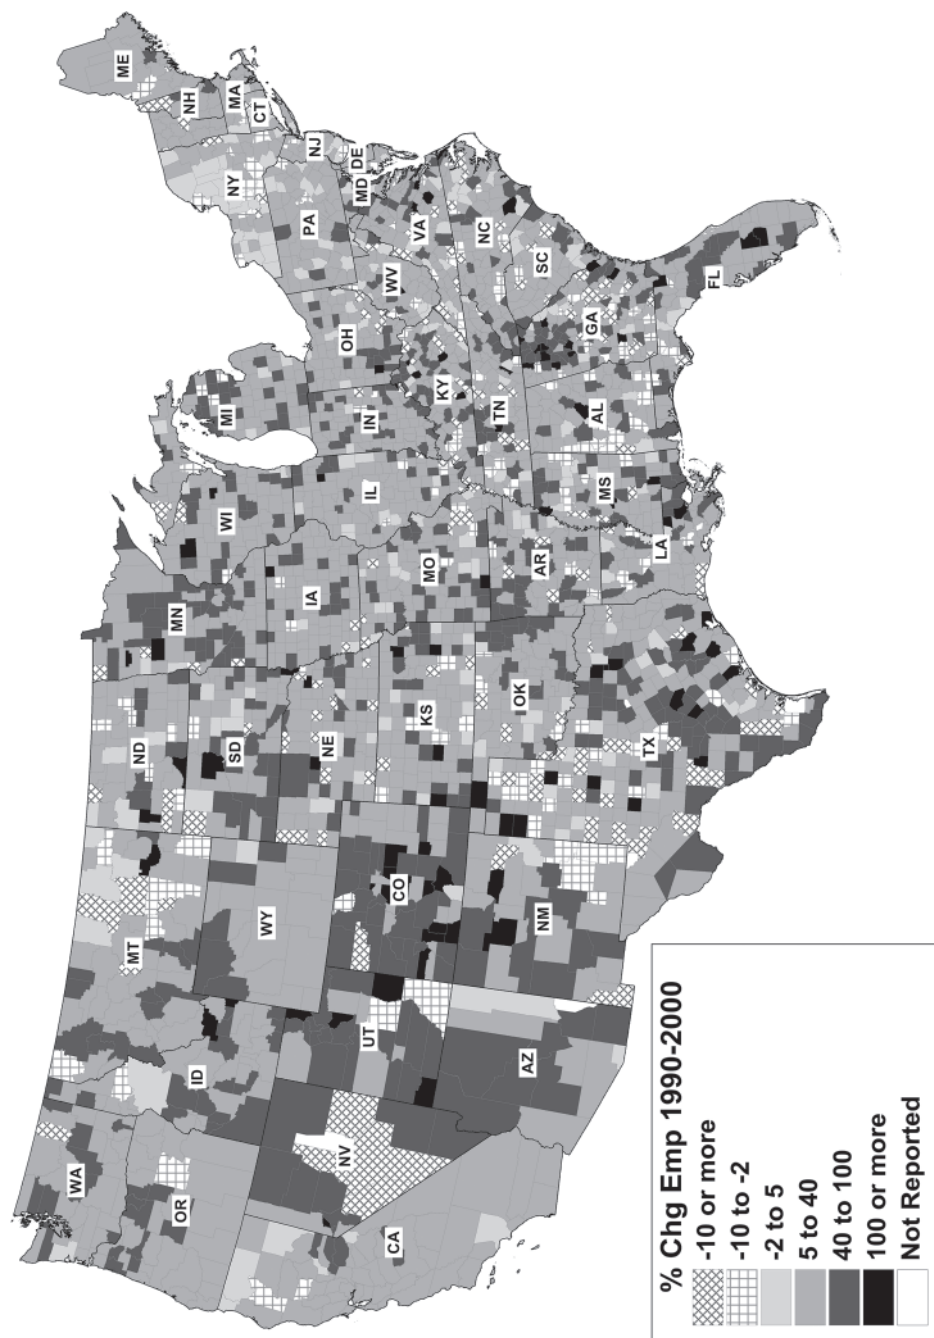 % Chg Emp 1990-2000
-10 or more
-10 to -2
-2 to 5
5 to 40
40 to 100
100 or more
Not Reported
WA
OR
CA
NV
ID
MT
UT
AZ
WY
CO
NM
ND
SD
NE
KS
OK
TX
MN
IA
MO
AR
LA
WI
IL
MS
MI
IN
KY
TN
AL
OH
WV
GA
FL
SC
NC
VA
PA
MD
DE
NJ
NY
CT
MA
NH
ME